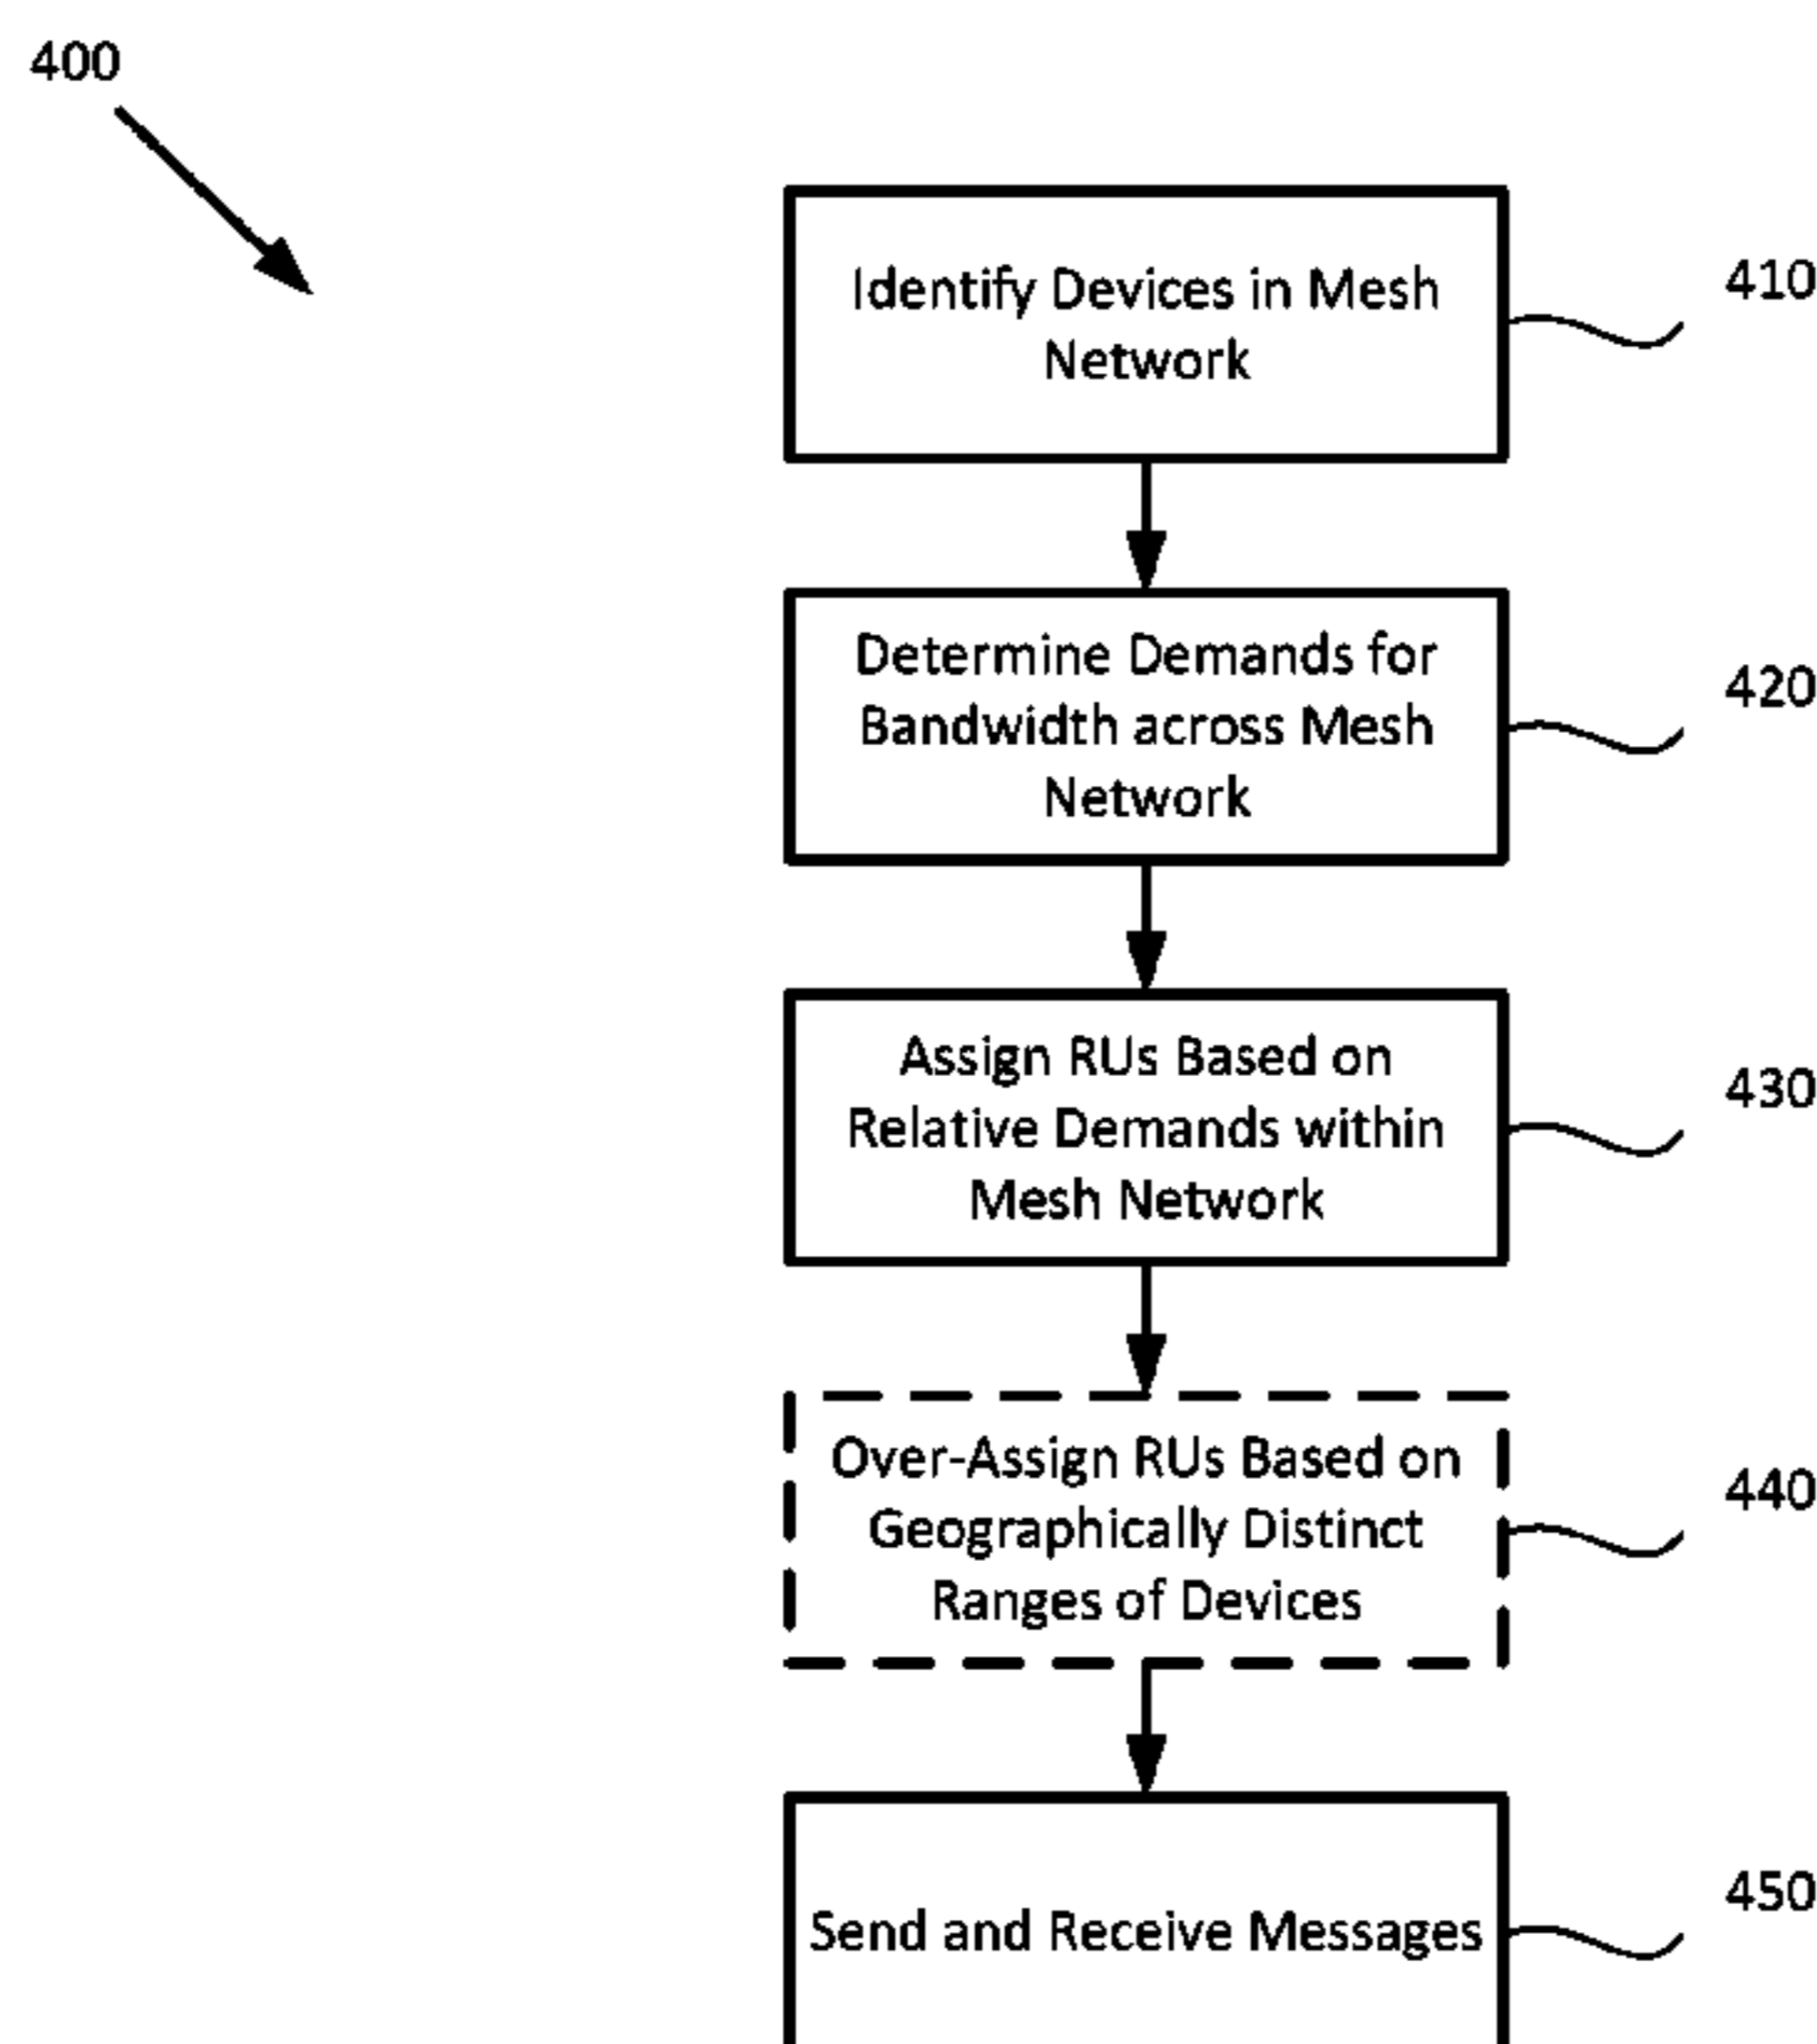 400
Identify Devices in Mesh
Network
410
Determine Demands for
Bandwidth across Mesh
Network
420
Assign RUs Based on
Relative Demands within
Mesh Network
430
Over-Assign RUs Based on
Geographically Distinct
Ranges of Devices
440
Send and Receive Messages
450